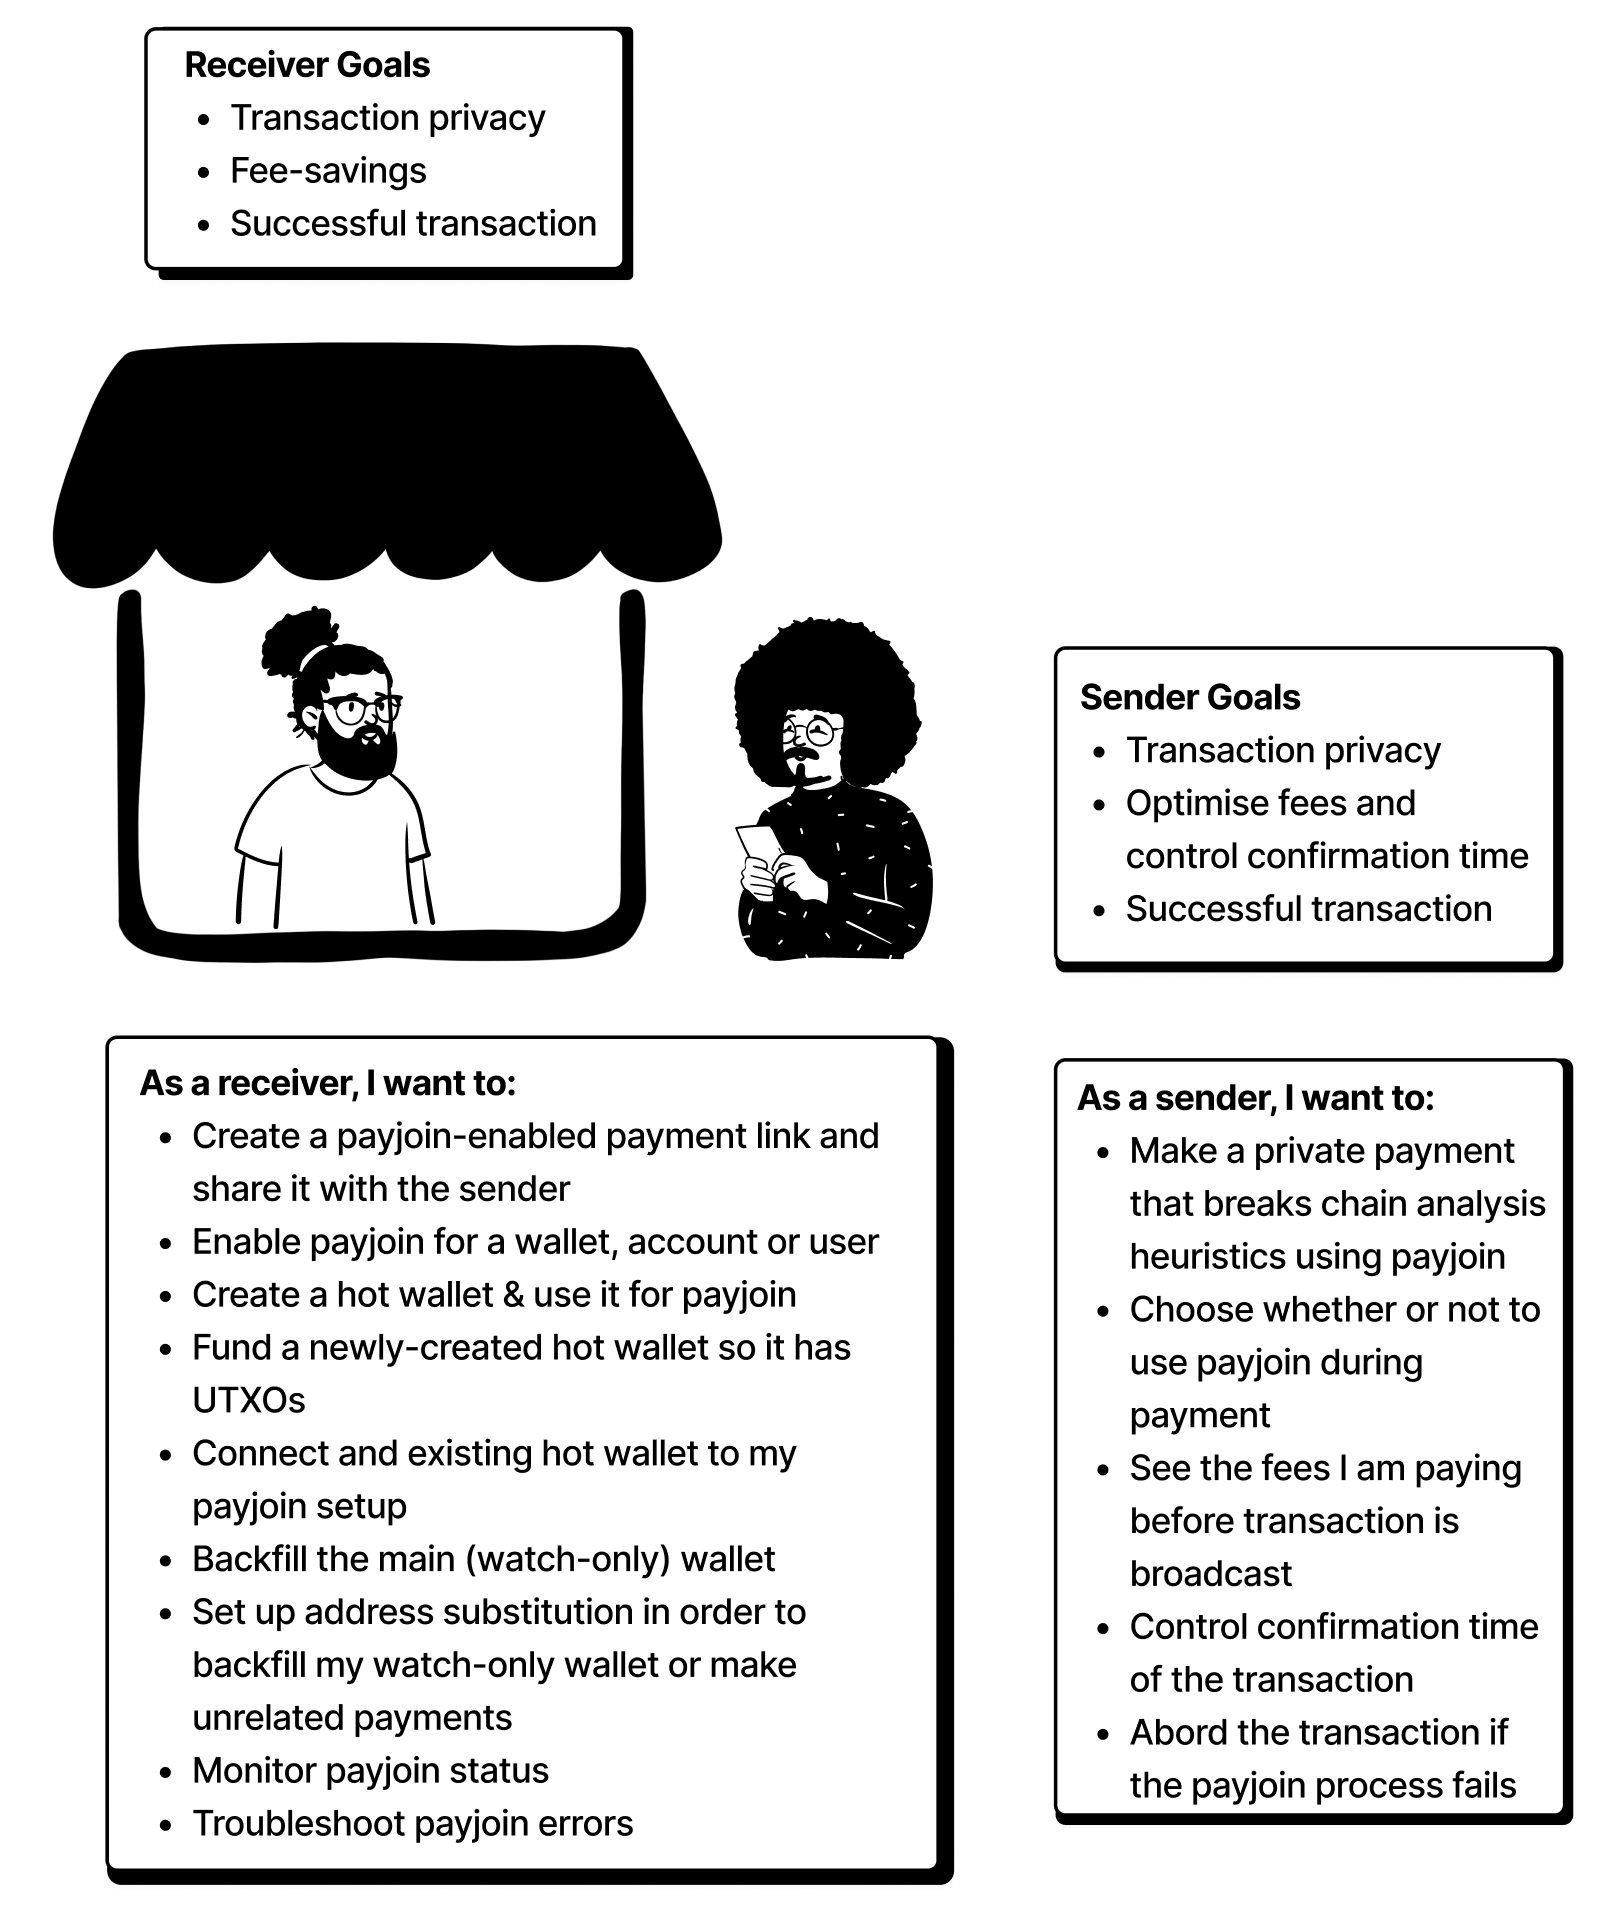 Receiver Goals
• Transaction privacy
• Fee-savings
• Successful transaction
Sender Goals
• Transaction privacy
• Optimise fees and
control confirmation time
• Successful transaction
As a receiver, I want to:
• Create a payjoin-enabled payment link and
share it with the sender
• Enable payjoin for a wallet, account or user
• Create a hot wallet & use it for payjoin
• Fund a newly-created hot wallet so it has
UTXOs
• Connect and existing hot wallet to my
payjoin setup
• Backfill the main (watch-only) wallet
• Set up address substitution in order to
backfill my watch-only wallet or make
unrelated payments
• Monitor payjoin status
• Troubleshoot payjoin errors
As a sender, I want to:
• Make a private payment
that breaks chain analysis
heuristics using payjoin
• Choose whether or not to
use payjoin during
payment
• See the fees I am paying
before transaction is
broadcast
• Control confirmation time
of the transaction
• Abord the transaction if
the payjoin process fails